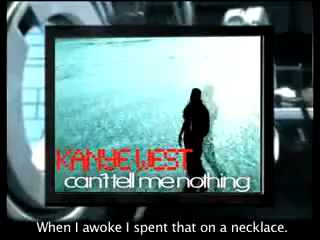 KANYE WEST
can't tell me nothing
When I awoke I spent that on a necklace.